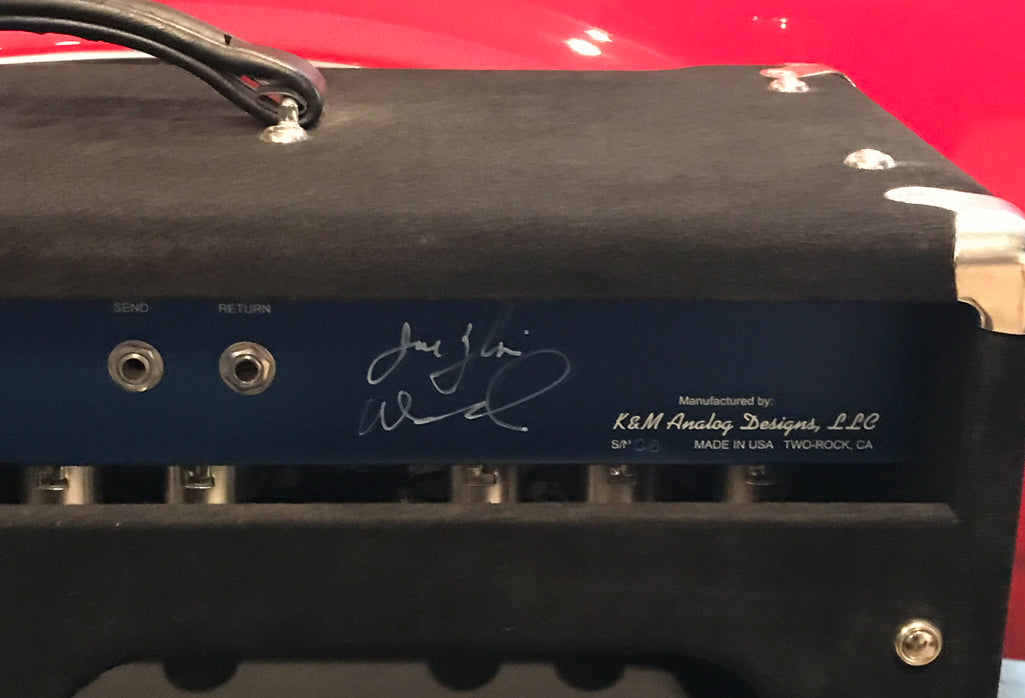 SEND RETURN
Manufactured by:
K&M Analog Designs, LLC
S/N MADE IN USA TWO-ROCK, CA